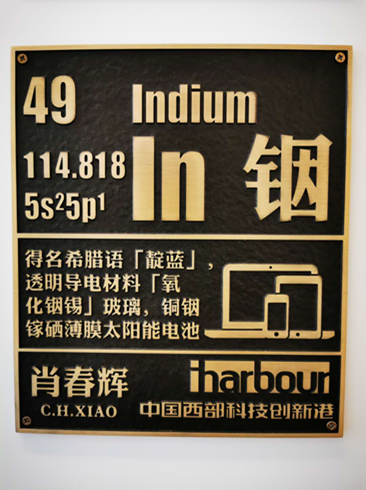 49 Indium
114.818 In 铟
5s²5p¹
得名希腊语「靛蓝」,
透明导电材料「氧
化铟锡」玻璃，铜铟
镓硒薄膜太阳能电池
肖春辉 iharbour
C.H.XIAO 中国西部科技创新港